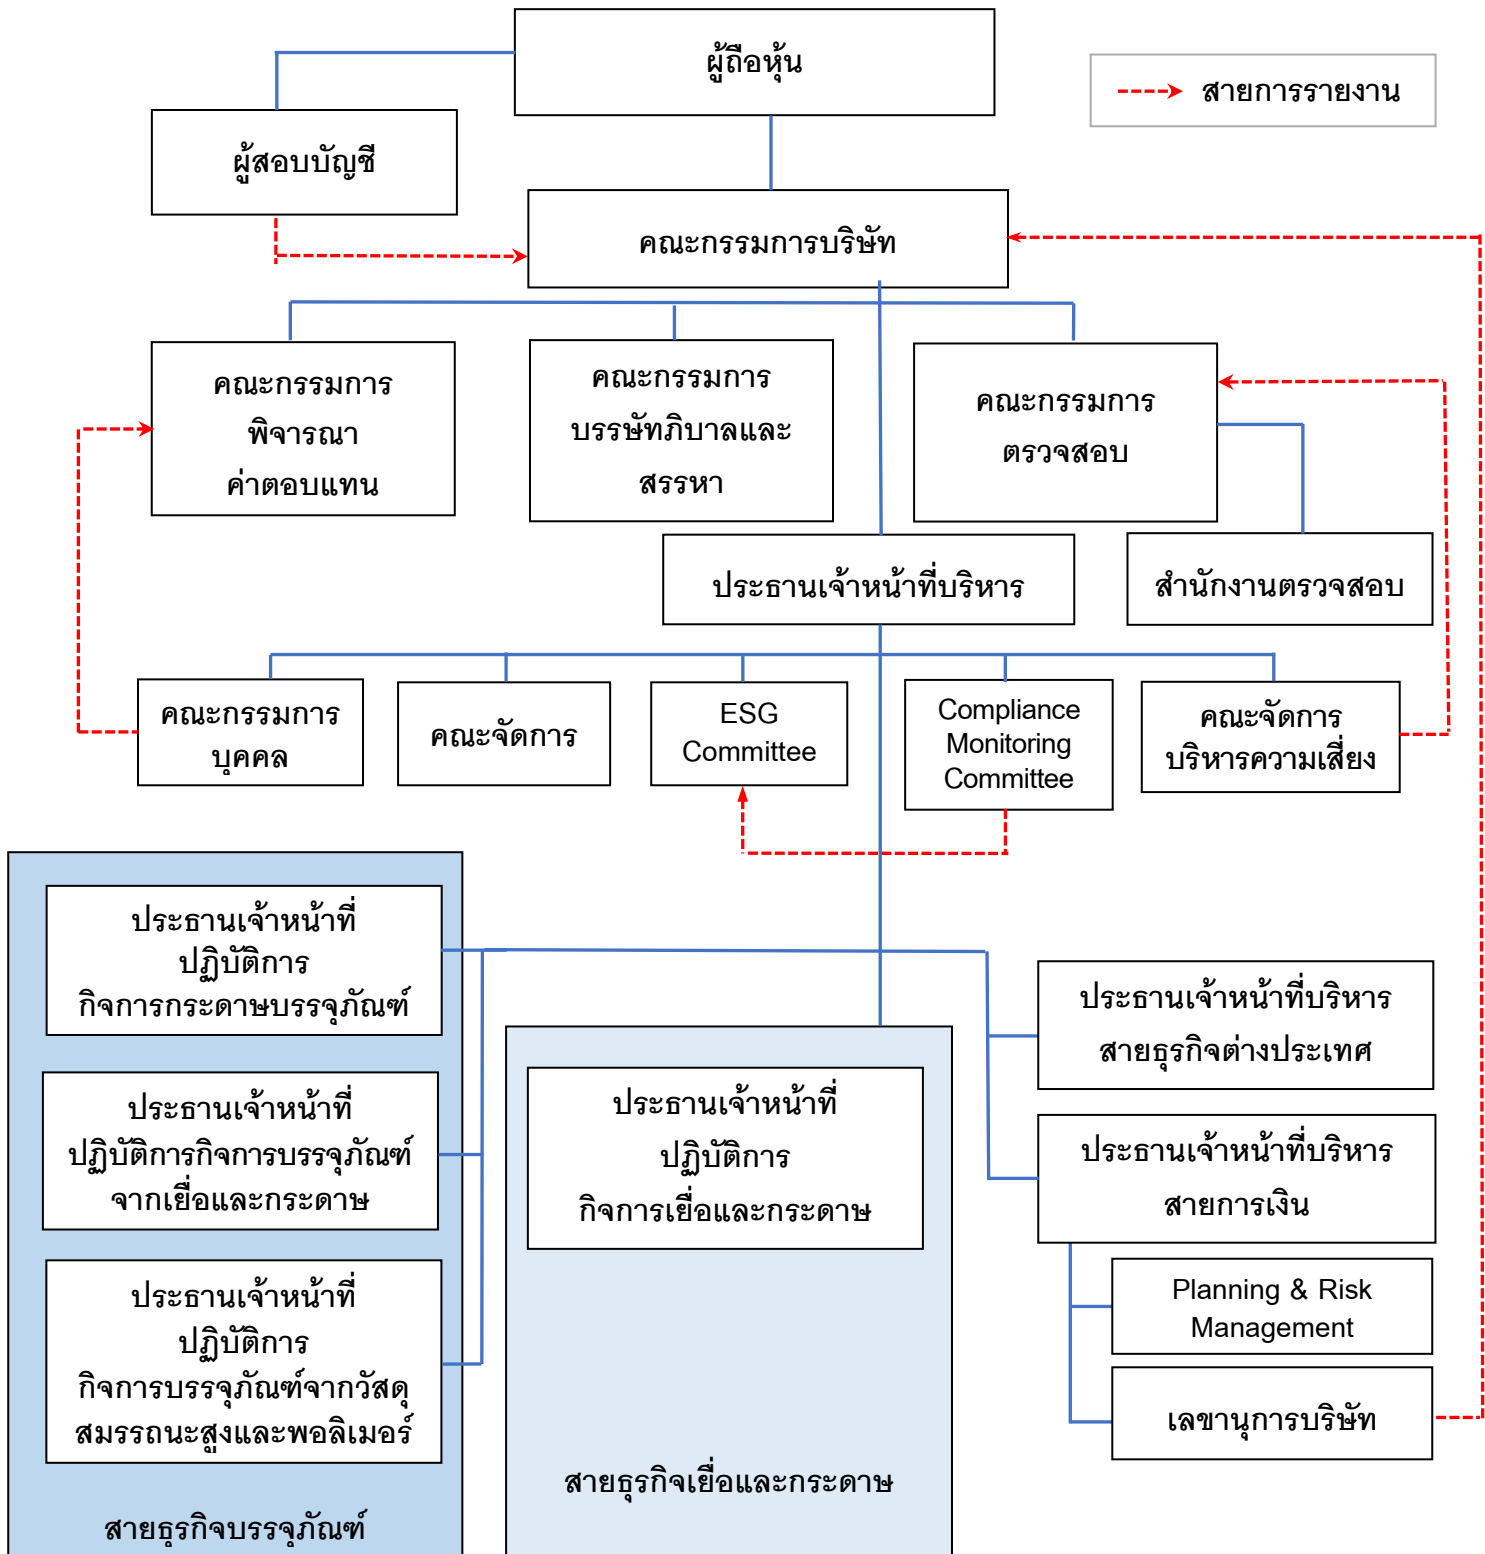 ผู้ถือหุ้น
สายการรายงาน
ผู้สอบบัญชี
คณะกรรมการบริษัท
คณะกรรมการ
พิจารณา
ค่าตอบแทน
คณะกรรมการ
บรรษัทภิบาลและ
สรรหา
คณะกรรมการ
ตรวจสอบ
ประธานเจ้าหน้าที่บริหาร
สำนักงานตรวจสอบ
คณะกรรมการ
บุคคล
คณะจัดการ
ESG
Committee
Compliance
Monitoring
Committee
คณะจัดการ
บริหารความเสี่ยง
ประธานเจ้าหน้าที่
ปฏิบัติการ
กิจการกระดาษบรรจุภัณฑ์
ประธานเจ้าหน้าที่
ปฏิบัติการกิจการบรรจุภัณฑ์
จากเยื่อและกระดาษ
ประธานเจ้าหน้าที่
ปฏิบัติการ
กิจการบรรจุภัณฑ์จากวัสดุ
สมรรถนะสูงและพอลิเมอร์
สายธุรกิจบรรจุภัณฑ์
ประธานเจ้าหน้าที่
ปฏิบัติการ
กิจการเยื่อและกระดาษ
สายธุรกิจเยื่อและกระดาษ
ประธานเจ้าหน้าที่บริหาร
สายธุรกิจต่างประเทศ
ประธานเจ้าหน้าที่บริหาร
สายการเงิน
Planning & Risk
Management
เลขานุการบริษัท